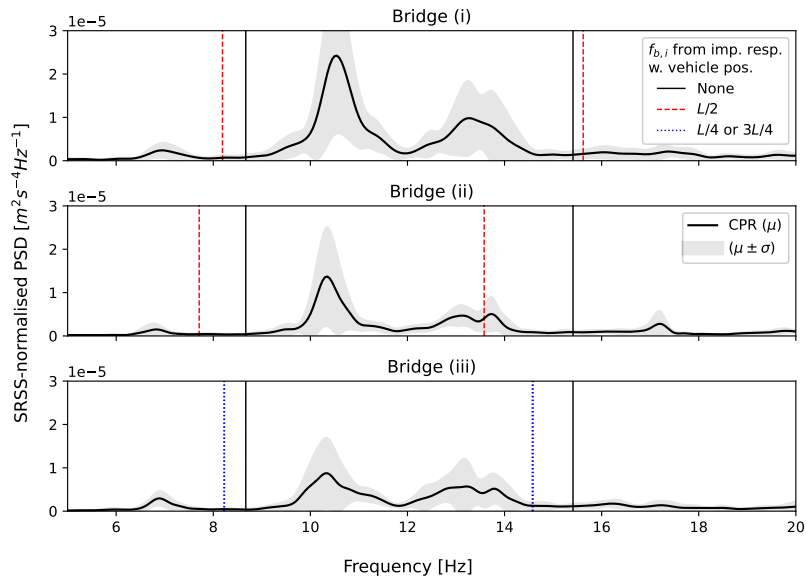 Bridge (i)
1e−5
3
2
1
0
f_{b,i} from imp. resp.
w. vehicle pos.
None
L/2
L/4 or 3L/4
Bridge (ii)
1e−5
3
2
1
0
CPR (μ)
(μ ± σ)
SRSS-normalised PSD [m²s⁻⁴Hz⁻¹]
Bridge (iii)
1e−5
3
2
1
0
6 8 10 12 14 16 18 20
Frequency [Hz]